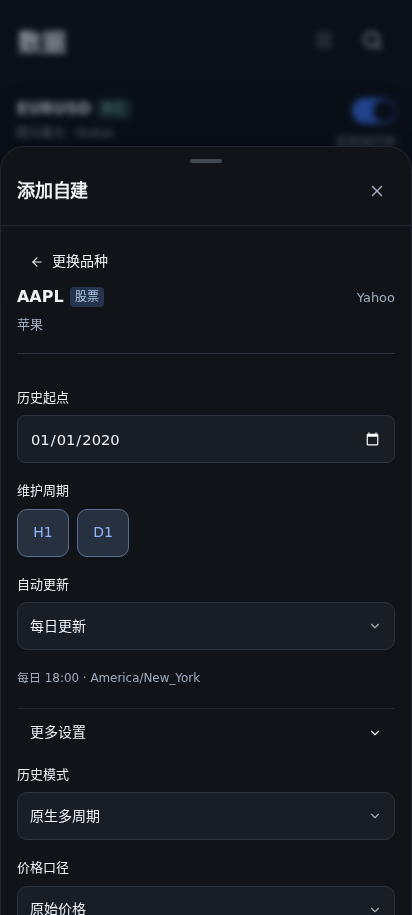 数据
EURUSD
添加自建
更换品种
AAPL 股票 Yahoo
苹果
历史起点
01/01/2020
维护周期
H1 D1
自动更新
每日更新
每日 18:00 · America/New_York
更多设置
历史模式
原生多周期
价格口径
原始价格